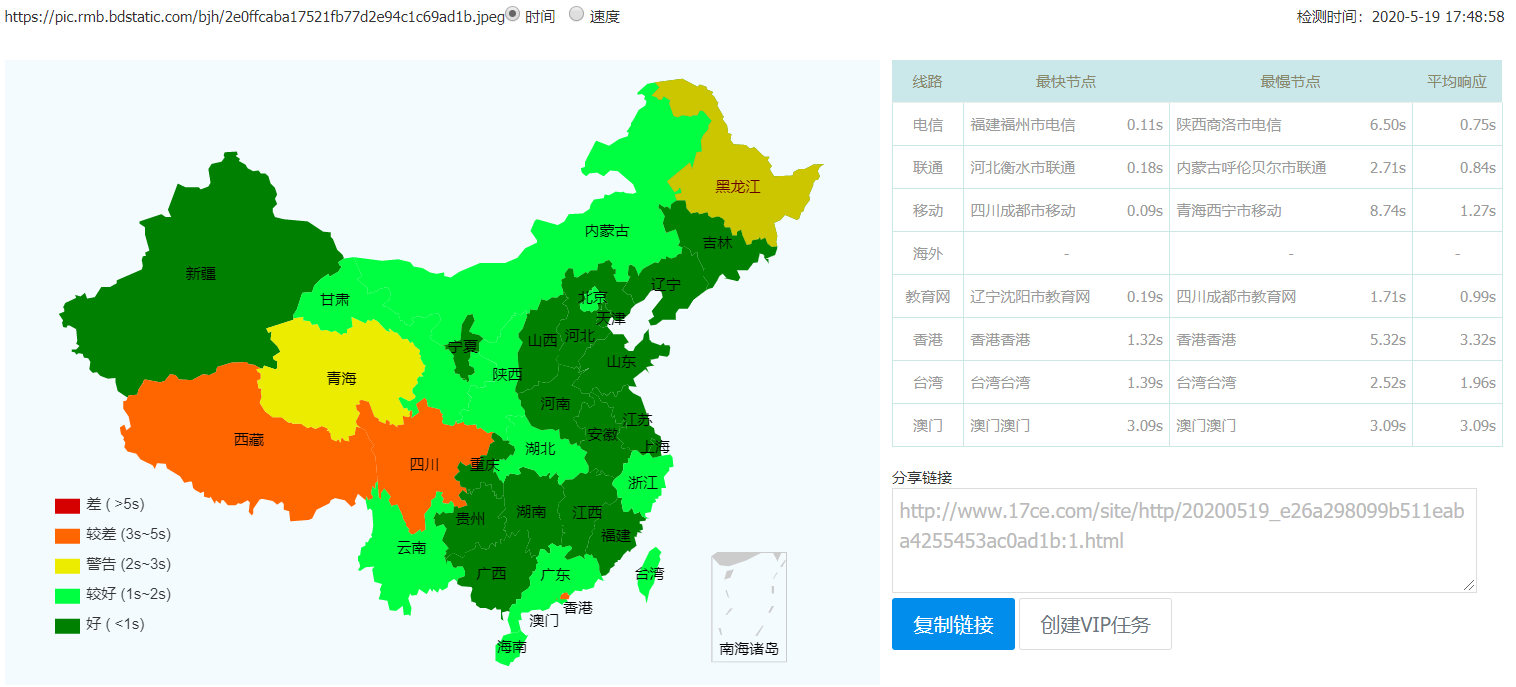 https://pic.rmb.bdstatic.com/bjh/2e0ffcaba17521fb77d2e94c1c69ad1b.jpeg 时间 速度 检测时间：2020-5-19 17:48:58
黑龙江
内蒙古
吉林
新疆
辽宁
甘肃
北京
天津
宁夏
山西
河北
山东
青海
陕西
河南
江苏
安徽
上海
西藏
湖北
四川
重庆
浙江
湖南
江西
贵州
福建
云南
广西
广东
台湾
香港
澳门
海南
南海诸岛
差 ( >5s)
较差 (3s~5s)
警告 (2s~3s)
较好 (1s~2s)
好 ( <1s)
线路 最快节点 最慢节点 平均响应
电信 福建福州市电信 0.11s 陕西商洛市电信 6.50s 0.75s
联通 河北衡水市联通 0.18s 内蒙古呼伦贝尔市联通 2.71s 0.84s
移动 四川成都市移动 0.09s 青海西宁市移动 8.74s 1.27s
海外 - - -
教育网 辽宁沈阳市教育网 0.19s 四川成都市教育网 1.71s 0.99s
香港 香港香港 1.32s 香港香港 5.32s 3.32s
台湾 台湾台湾 1.39s 台湾台湾 2.52s 1.96s
澳门 澳门澳门 3.09s 澳门澳门 3.09s 3.09s
分享链接
http://www.17ce.com/site/http/20200519_e26a298099b511eab
a4255453ac0ad1b:1.html
复制链接 创建VIP任务